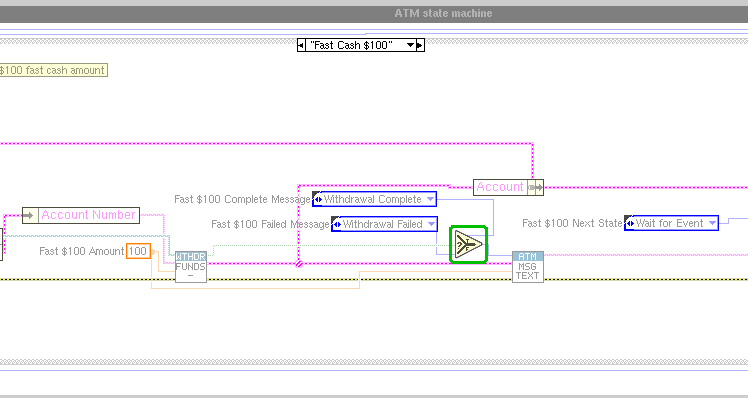 ATM state machine
"Fast Cash $100"
$100 fast cash amount
Account
Fast $100 Complete Message
Withdrawal Complete
Account Number
Fast $100 Failed Message
Withdrawal Failed
Fast $100 Next State
Wait for Event
Fast $100 Amount
100
WTHDR
FUNDS
?
T
F
ATM
MSG
TEXT